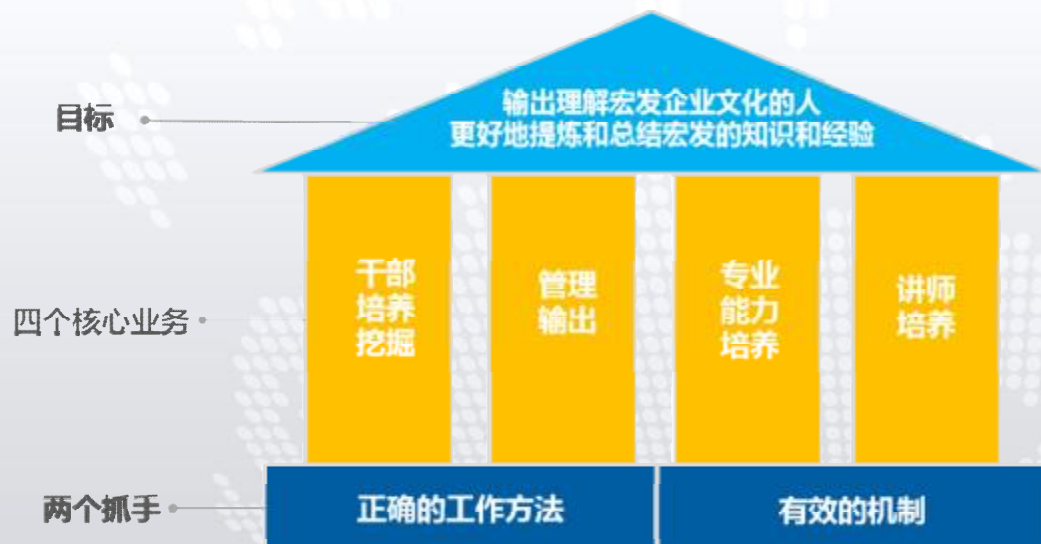 目标
输出理解宏发企业文化的人
更好地提炼和总结宏发的知识和经验
四个核心业务
干部
培养
挖掘
管理
输出
专业
能力
培养
讲师
培养
两个抓手
正确的工作方法
有效的机制